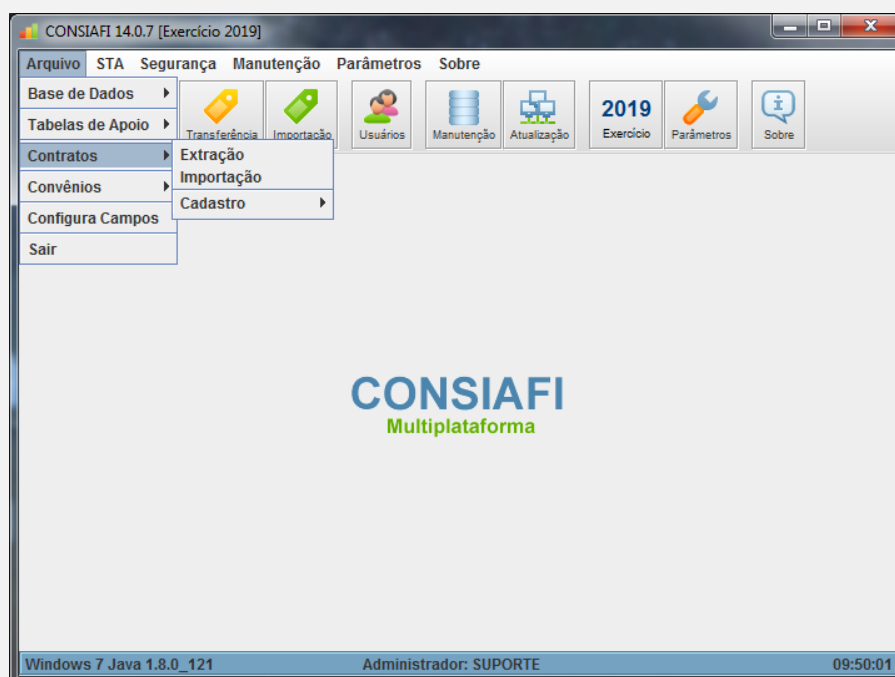 CONSIAFI 14.0.7 [Exercício 2019]
Arquivo STA Segurança Manutenção Parâmetros Sobre
Base de Dados
Tabelas de Apoio
Contratos
Convênios
Configura Campos
Sair
Extração
Importação
Cadastro
Transferência
Importação
Usuários
Manutenção
Atualização
2019
Exercício
Parâmetros
Sobre
CONSIAFI
Multiplataforma
Windows 7 Java 1.8.0_121 Administrador: SUPORTE 09:50:01